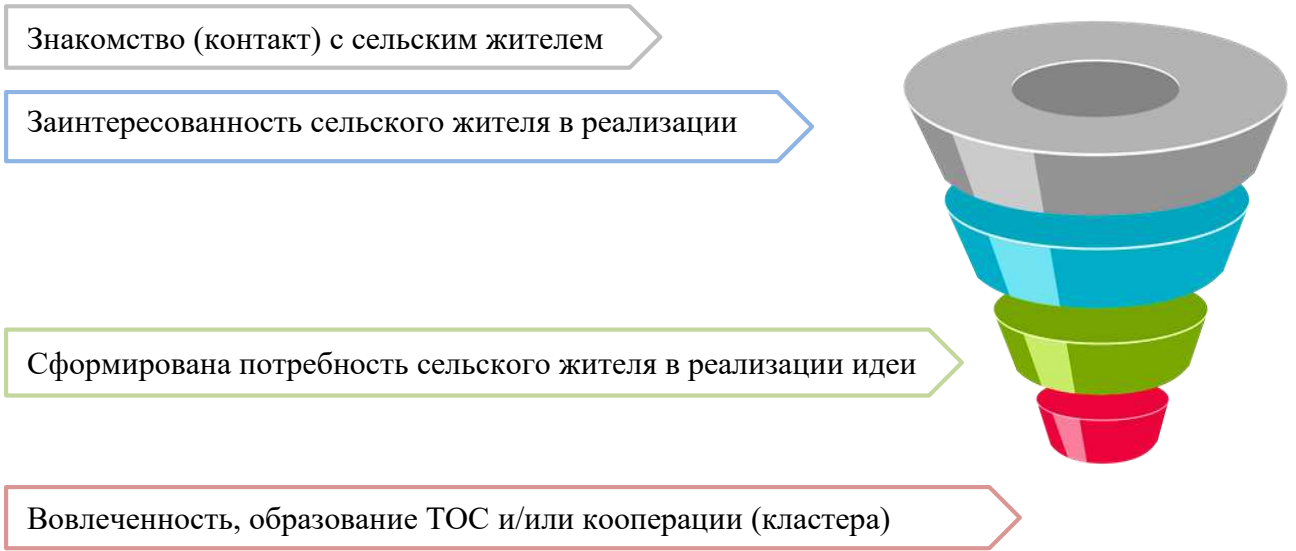 Знакомство (контакт) с сельским жителем
Заинтересованность сельского жителя в реализации
Сформирована потребность сельского жителя в реализации идеи
Вовлеченность, образование ТОС и/или кооперации (кластера)